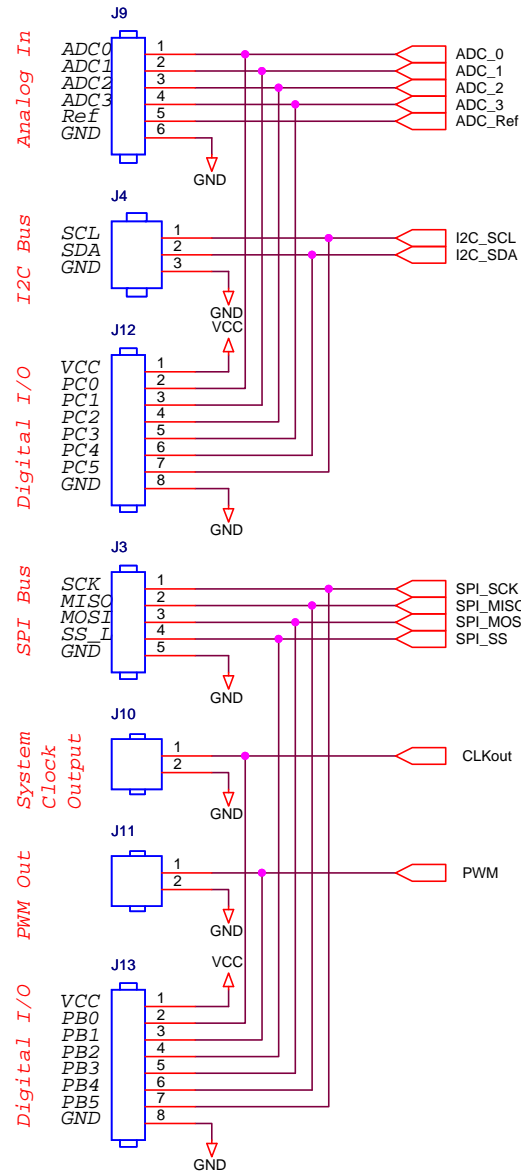 J9
Analog In
ADC0 1 ADC_0
ADC1 2 ADC_1
ADC2 3 ADC_2
ADC3 4 ADC_3
Ref 5 ADC_Ref
GND 6
GND
J4
I2C Bus
SCL 1 I2C_SCL
SDA 2 I2C_SDA
GND 3
GND
VCC
J12
Digital I/O
VCC 1
PC0 2
PC1 3
PC2 4
PC3 5
PC4 6
PC5 7
GND 8
GND
J3
SPI Bus
SCK 1 SPI_SCK
MISO 2 SPI_MISO
MOSI 3 SPI_MOS
SS_L 4 SPI_SS
GND 5
GND
J10
System
Clock
Output
1 CLKout
2
GND
J11
PWM Out
1 PWM
2
GND
J13
VCC
Digital I/O
VCC 1
PB0 2
PB1 3
PB2 4
PB3 5
PB4 6
PB5 7
GND 8
GND